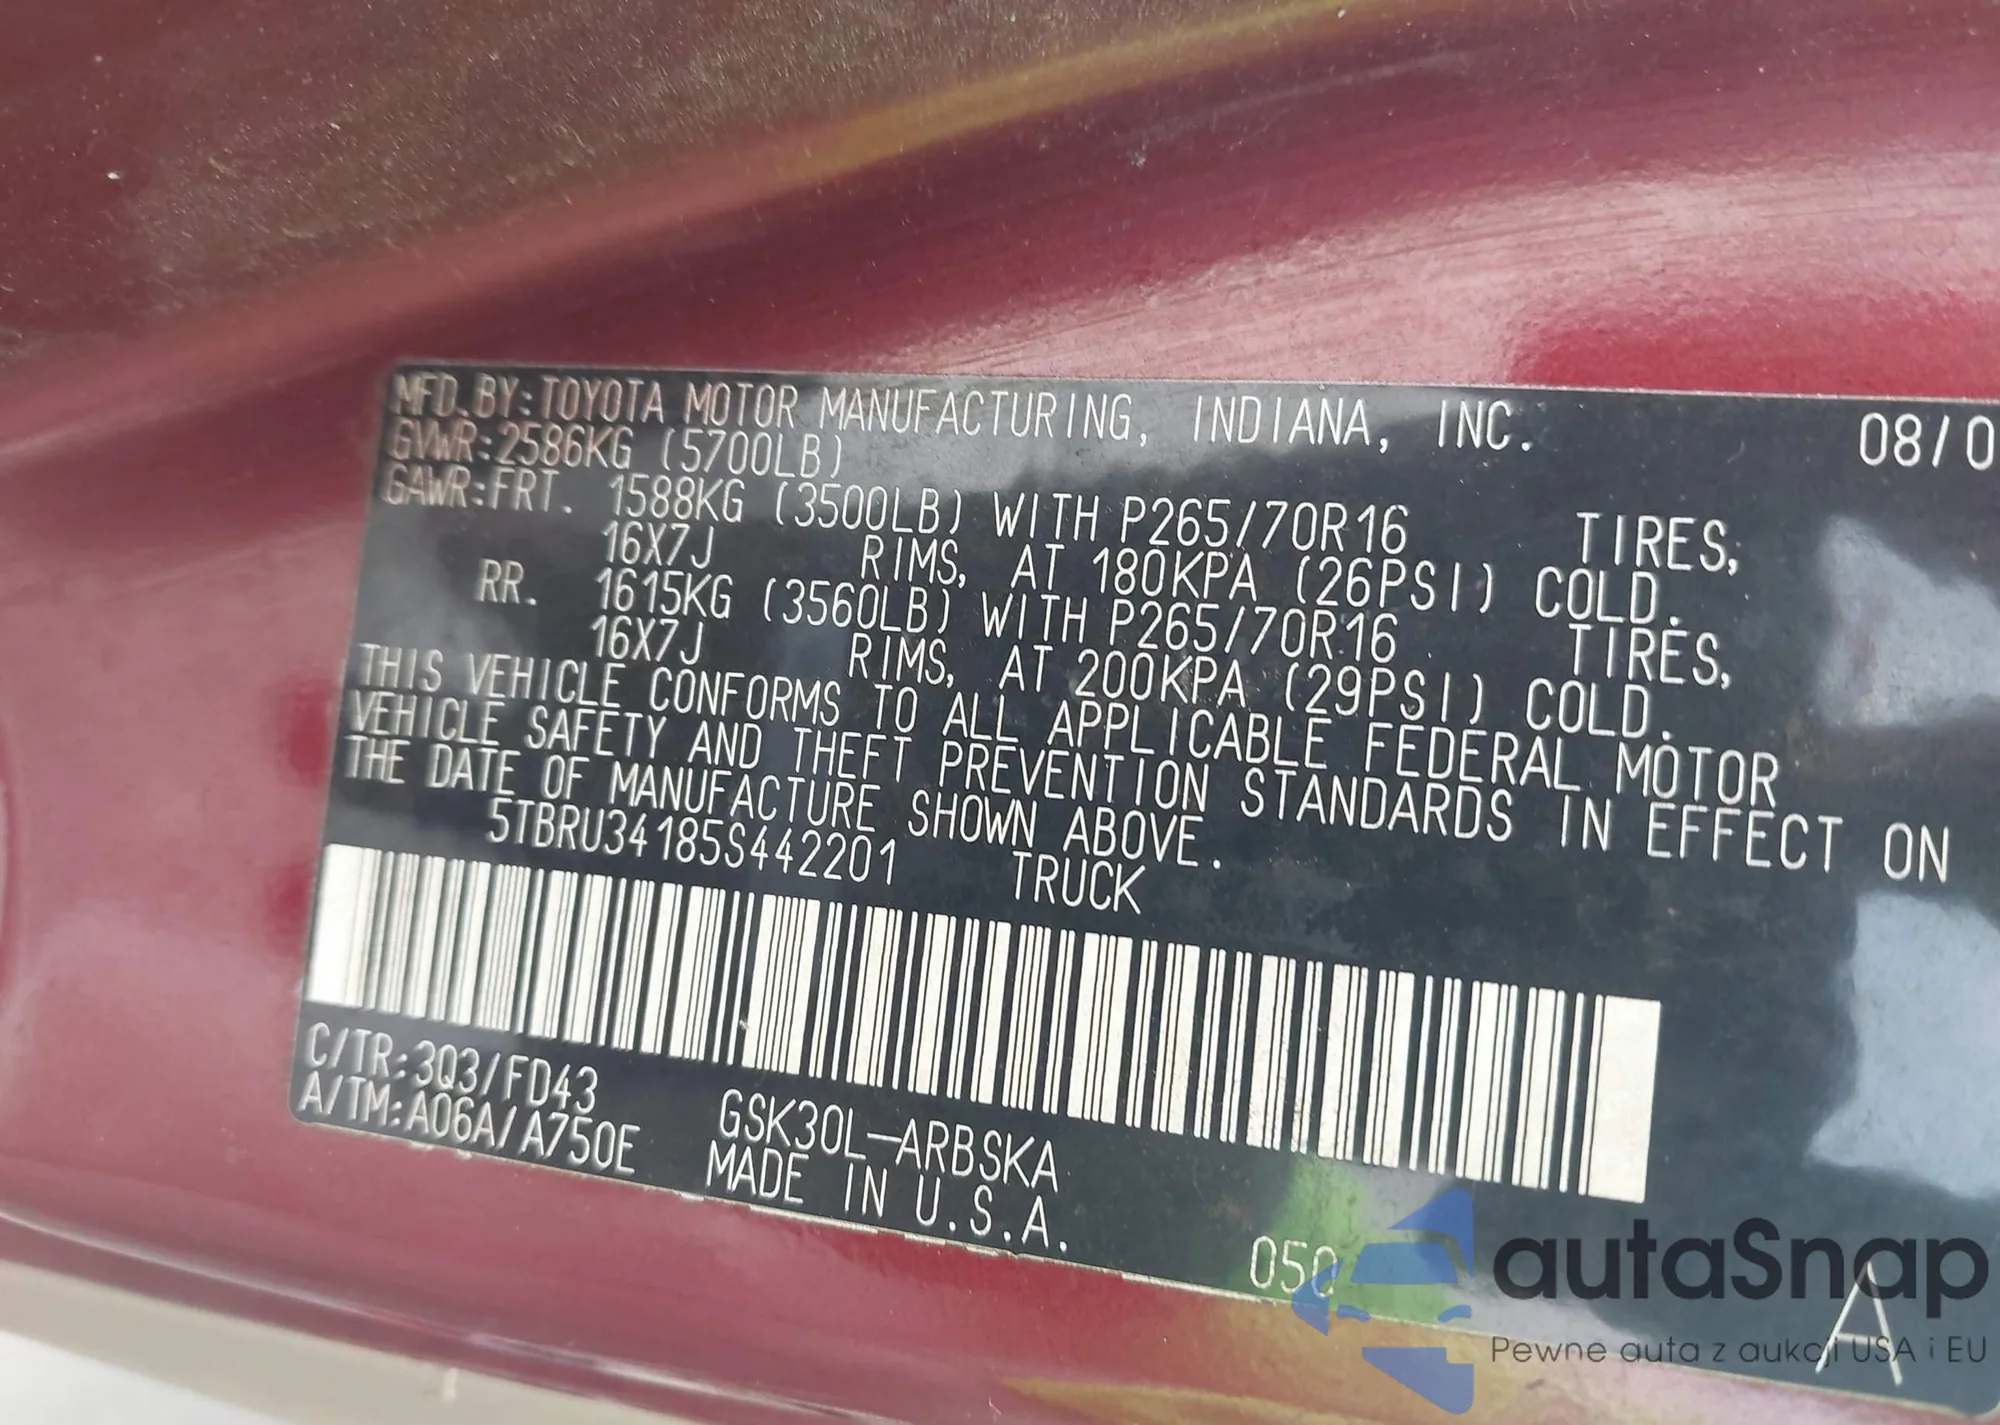 MFD. BY: TOYOTA MOTOR MANUFACTURING, INDIANA, INC. 08/0
GVWR: 2586KG (5700LB)
GAWR: FRT. 1588KG (3500LB) WITH P265/70R16 TIRES,
16X7J RIMS, AT 180KPA (26PSI) COLD.
RR. 1615KG (3560LB) WITH P265/70R16 TIRES,
16X7J RIMS, AT 200KPA (29PSI) COLD.
THIS VEHICLE CONFORMS TO ALL APPLICABLE FEDERAL MOTOR
VEHICLE SAFETY AND THEFT PREVENTION STANDARDS IN EFFECT ON
THE DATE OF MANUFACTURE SHOWN ABOVE.
5TBRU34185S442201 TRUCK
C/TR: 3Q3/FD43
A/TM: A06A/A750E
GSK30L-ARBSKA
MADE IN U.S.A.
050
A
autaSnap
Pewne auta z aukcji USA i EU